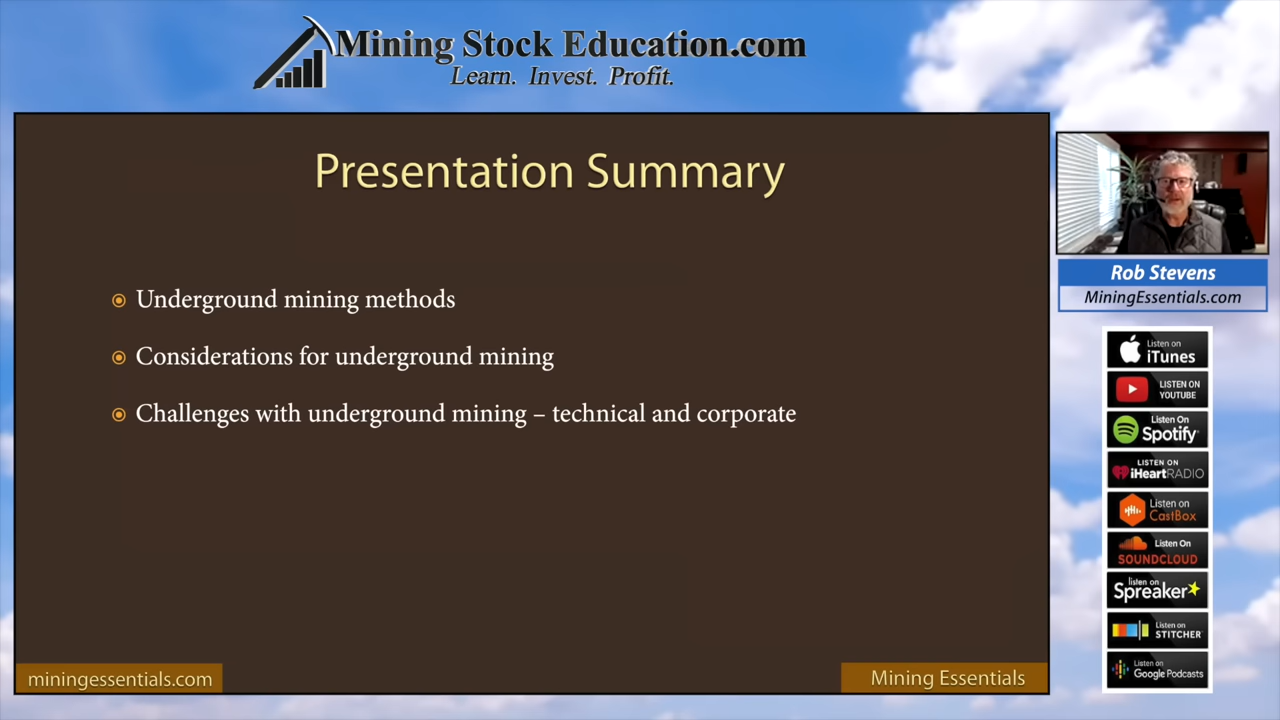 Mining Stock Education.com
Learn. Invest. Profit.
Presentation Summary
Underground mining methods
Considerations for underground mining
Challenges with underground mining – technical and corporate
miningessentials.com
Mining Essentials
Rob Stevens
MiningEssentials.com
Listen on
iTunes
LISTEN ON
YOUTUBE
Listen On
Spotify
LISTEN ON
iHeartRADIO
Listen on
CastBox
Listen On
SOUNDCLOUD
listen on
Spreaker
Listen on
STITCHER
Listen on
Google Podcasts